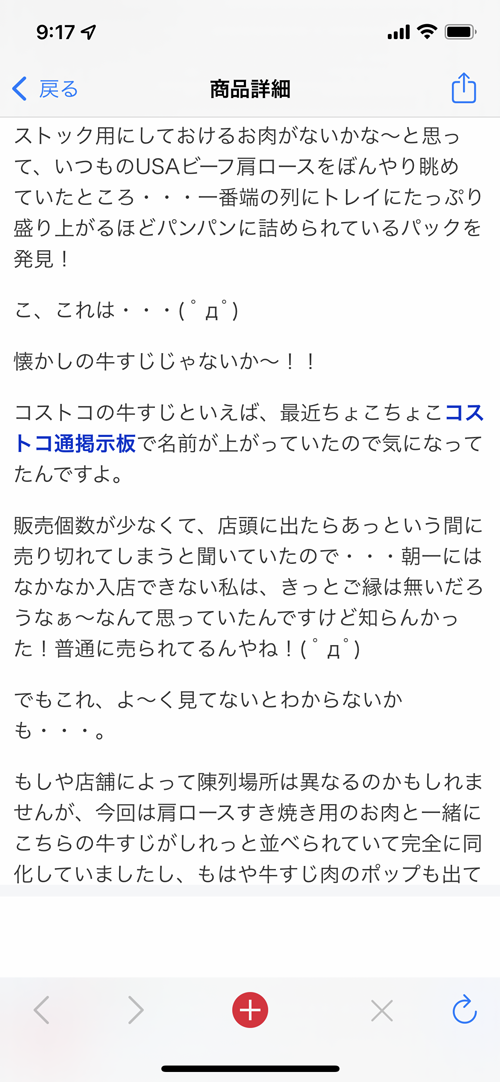 9:17
戻る
商品詳細
ストック用にしておけるお肉がないかな〜と思っ
て、いつものUSAビーフ肩ロースをぼんやり眺め
ていたところ・・・一番端の列にトレイにたっぷり
盛り上がるほどパンパンに詰められているパックを
発見！
こ、これは・・・( ﾟдﾟ)
懐かしの牛すじじゃないか〜！！
コストコの牛すじといえば、最近ちょこちょこコス
トコ通掲示板で名前が上がっていたので気になって
たんですよ。
販売個数が少なくて、店頭に出たらあっという間に
売り切れてしまうと聞いていたので・・・朝一には
なかなか入店できない私は、きっとご縁は無いだろ
うなぁ〜なんて思っていたんですけど知らんかっ
た！普通に売られてるんやね！( ﾟдﾟ)
でもこれ、よ〜く見てないとわからないか
も・・・。
もしや店舗によって陳列場所は異なるのかもしれま
せんが、今回は肩ロースすき焼き用のお肉と一緒に
こちらの牛すじがしれっと並べられていて完全に同
化していましたし、もはや牛すじ肉のポップも出て